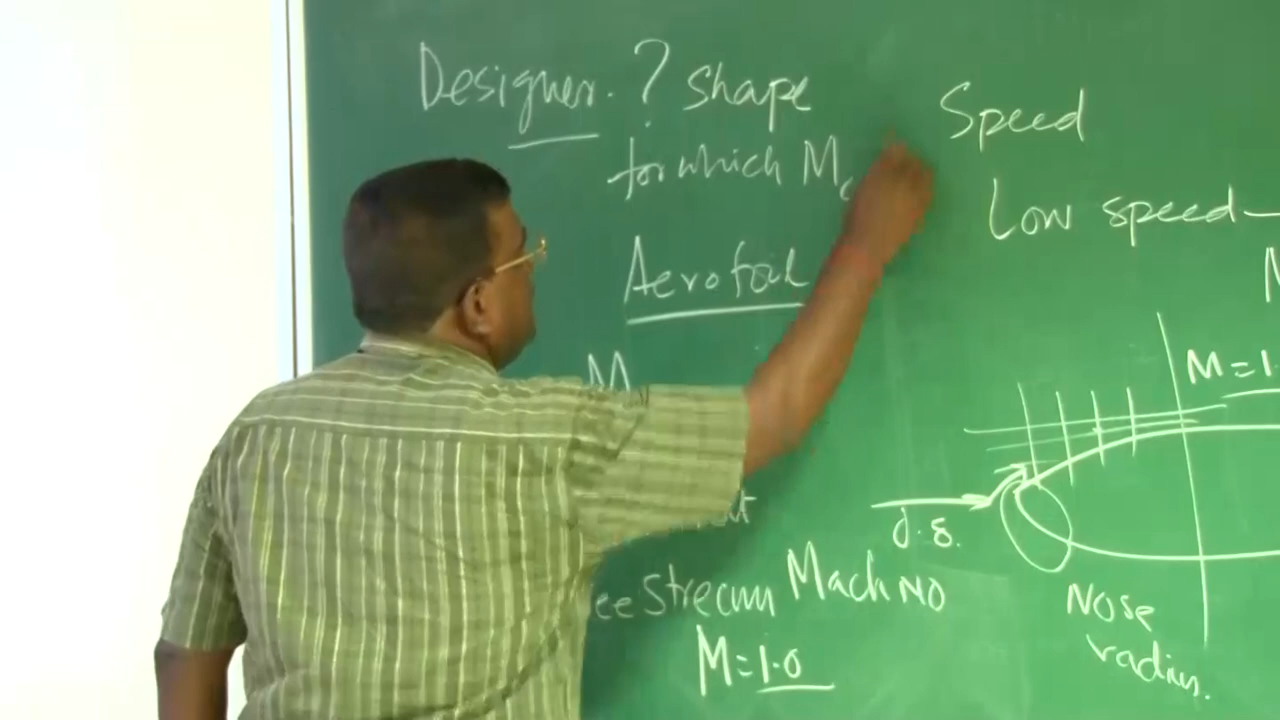 Designer. ? shape
for which Mc
Aerofoil
M
ee stream Mach No
M=1.0
Speed
Low speed-
M=1.
0.8.
Nose
radius.